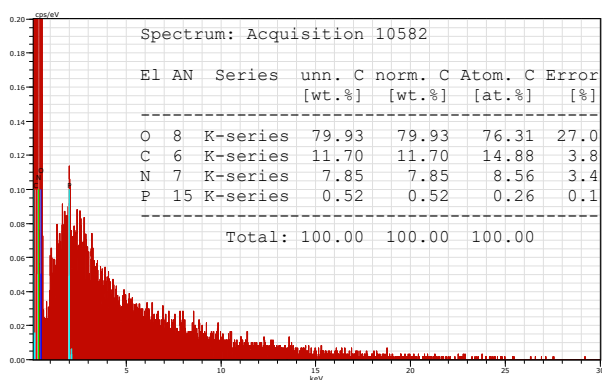 cps/eV
Spectrum: Acquisition 10582
El AN Series unn. C norm. C Atom. C Error
[wt.%] [wt.%] [at.%] [%]
O 8 K-series 79.93 79.93 76.31 27.0
C 6 K-series 11.70 11.70 14.88 3.8
N 7 K-series 7.85 7.85 8.56 3.4
P 15 K-series 0.52 0.52 0.26 0.1
Total: 100.00 100.00 100.00
0.20
0.18
0.16
0.14
0.12
0.10
0.08
0.06
0.04
0.02
0.00
5 10 15 20 25 30
keV